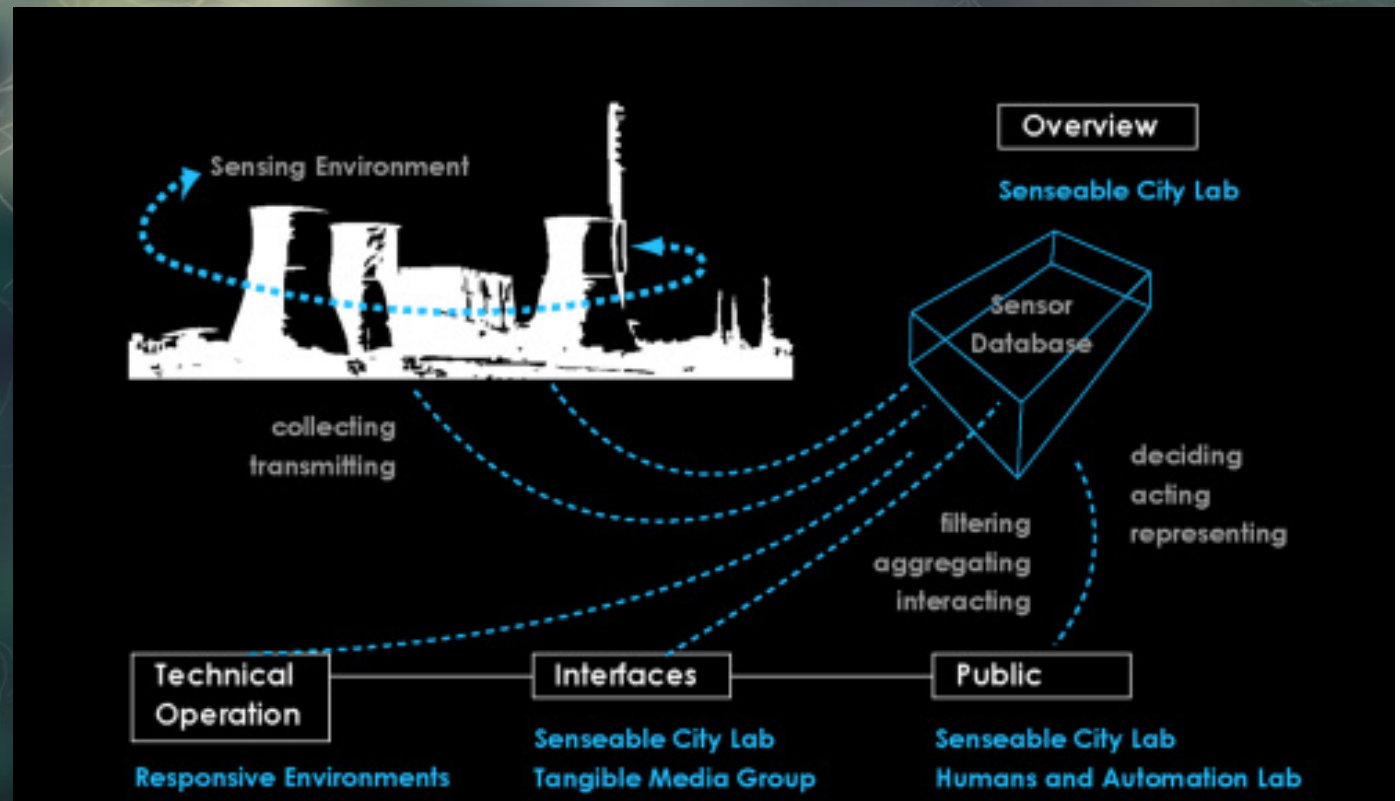 Overview
Sensing Environment
Senseable City Lab
Sensor
Database
collecting
transmitting
deciding
acting
representing
filtering
aggregating
interacting
Technical
Operation
Interfaces
Public
Responsive Environments
Senseable City Lab
Tangible Media Group
Senseable City Lab
Humans and Automation Lab